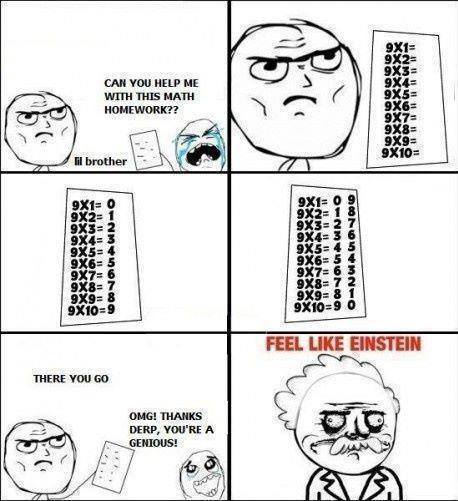 CAN YOU HELP ME
WITH THIS MATH
HOMEWORK??
lil brother
9X1=
9X2=
9X3=
9X4=
9X5=
9X6=
9X7=
9X8=
9X9=
9X10=
9X1= 0
9X2= 1
9X3= 2
9X4= 3
9X5= 4
9X6= 5
9X7= 6
9X8= 7
9X9= 8
9X10= 9
9X1= 0 9
9X2= 1 8
9X3= 2 7
9X4= 3 6
9X5= 4 5
9X6= 5 4
9X7= 6 3
9X8= 7 2
9X9= 8 1
9X10=9 0
THERE YOU GO
OMG! THANKS
DERP, YOU'RE A
GENIOUS!
FEEL LIKE EINSTEIN